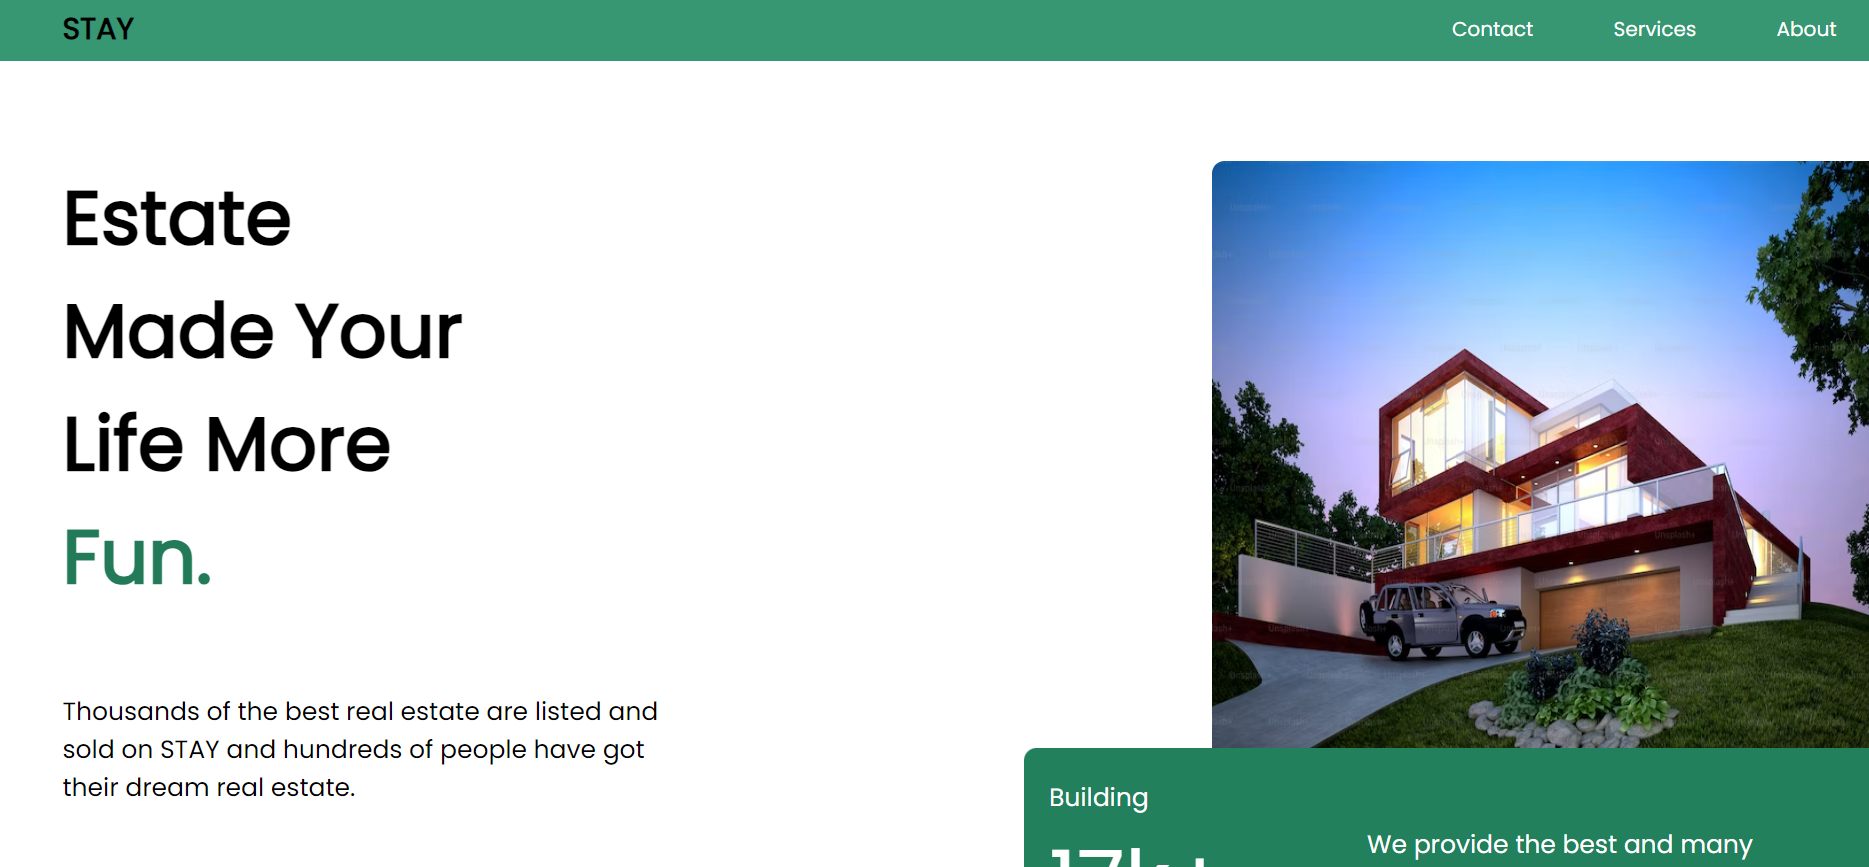 STAY
Contact
Services
About
Estate
Made Your
Life More
Fun.
Thousands of the best real estate are listed and
sold on STAY and hundreds of people have got
their dream real estate.
Building
17k+
We provide the best and many